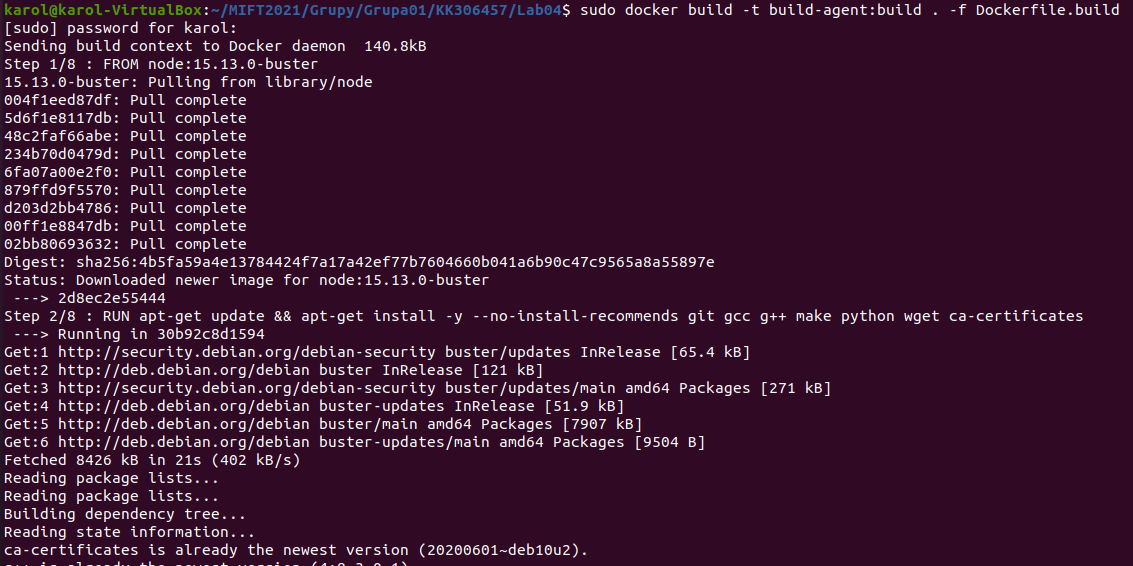 karol@karol-VirtualBox:~/MIFT2021/Grupy/Grupa01/KK306457/Lab04$ sudo docker build -t build-agent:build . -f Dockerfile.build
[sudo] password for karol:
Sending build context to Docker daemon  140.8kB
Step 1/8 : FROM node:15.13.0-buster
15.13.0-buster: Pulling from library/node
004f1eed87df: Pull complete
5d6f1e8117db: Pull complete
48c2faf66abe: Pull complete
234b70d0479d: Pull complete
6fa07a00e2f0: Pull complete
879ffd9f5570: Pull complete
d203d2bb4786: Pull complete
00ff1e8847db: Pull complete
02bb80693632: Pull complete
Digest: sha256:4b5fa59a4e13784424f7a17a42ef77b7604660b041a6b90c47c9565a8a55897e
Status: Downloaded newer image for node:15.13.0-buster
 ---> 2d8ec2e55444
Step 2/8 : RUN apt-get update && apt-get install -y --no-install-recommends git gcc g++ make python wget ca-certificates
 ---> Running in 30b92c8d1594
Get:1 http://security.debian.org/debian-security buster/updates InRelease [65.4 kB]
Get:2 http://deb.debian.org/debian buster InRelease [121 kB]
Get:3 http://security.debian.org/debian-security buster/updates/main amd64 Packages [271 kB]
Get:4 http://deb.debian.org/debian buster-updates InRelease [51.9 kB]
Get:5 http://deb.debian.org/debian buster/main amd64 Packages [7907 kB]
Get:6 http://deb.debian.org/debian buster-updates/main amd64 Packages [9504 B]
Fetched 8426 kB in 21s (402 kB/s)
Reading package lists...
Reading package lists...
Building dependency tree...
Reading state information...
ca-certificates is already the newest version (20200601~deb10u2).
is already the newest version